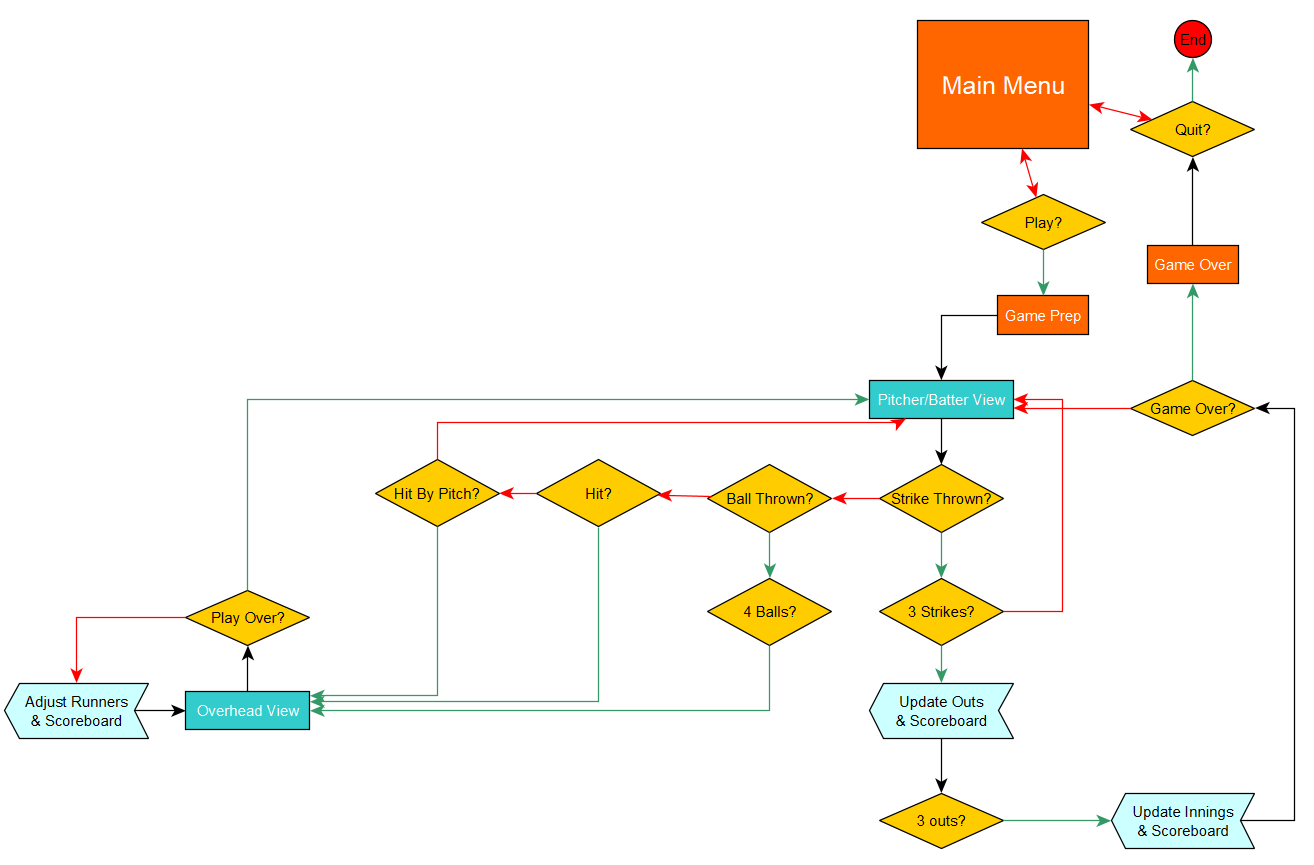 End
Main Menu
Quit?
Play?
Game Over
Game Prep
Pitcher/Batter View
Game Over?
Hit By Pitch?
Hit?
Ball Thrown?
Strike Thrown?
Play Over?
4 Balls?
3 Strikes?
Adjust Runners
& Scoreboard
Overhead View
Update Outs
& Scoreboard
3 outs?
Update Innings
& Scoreboard